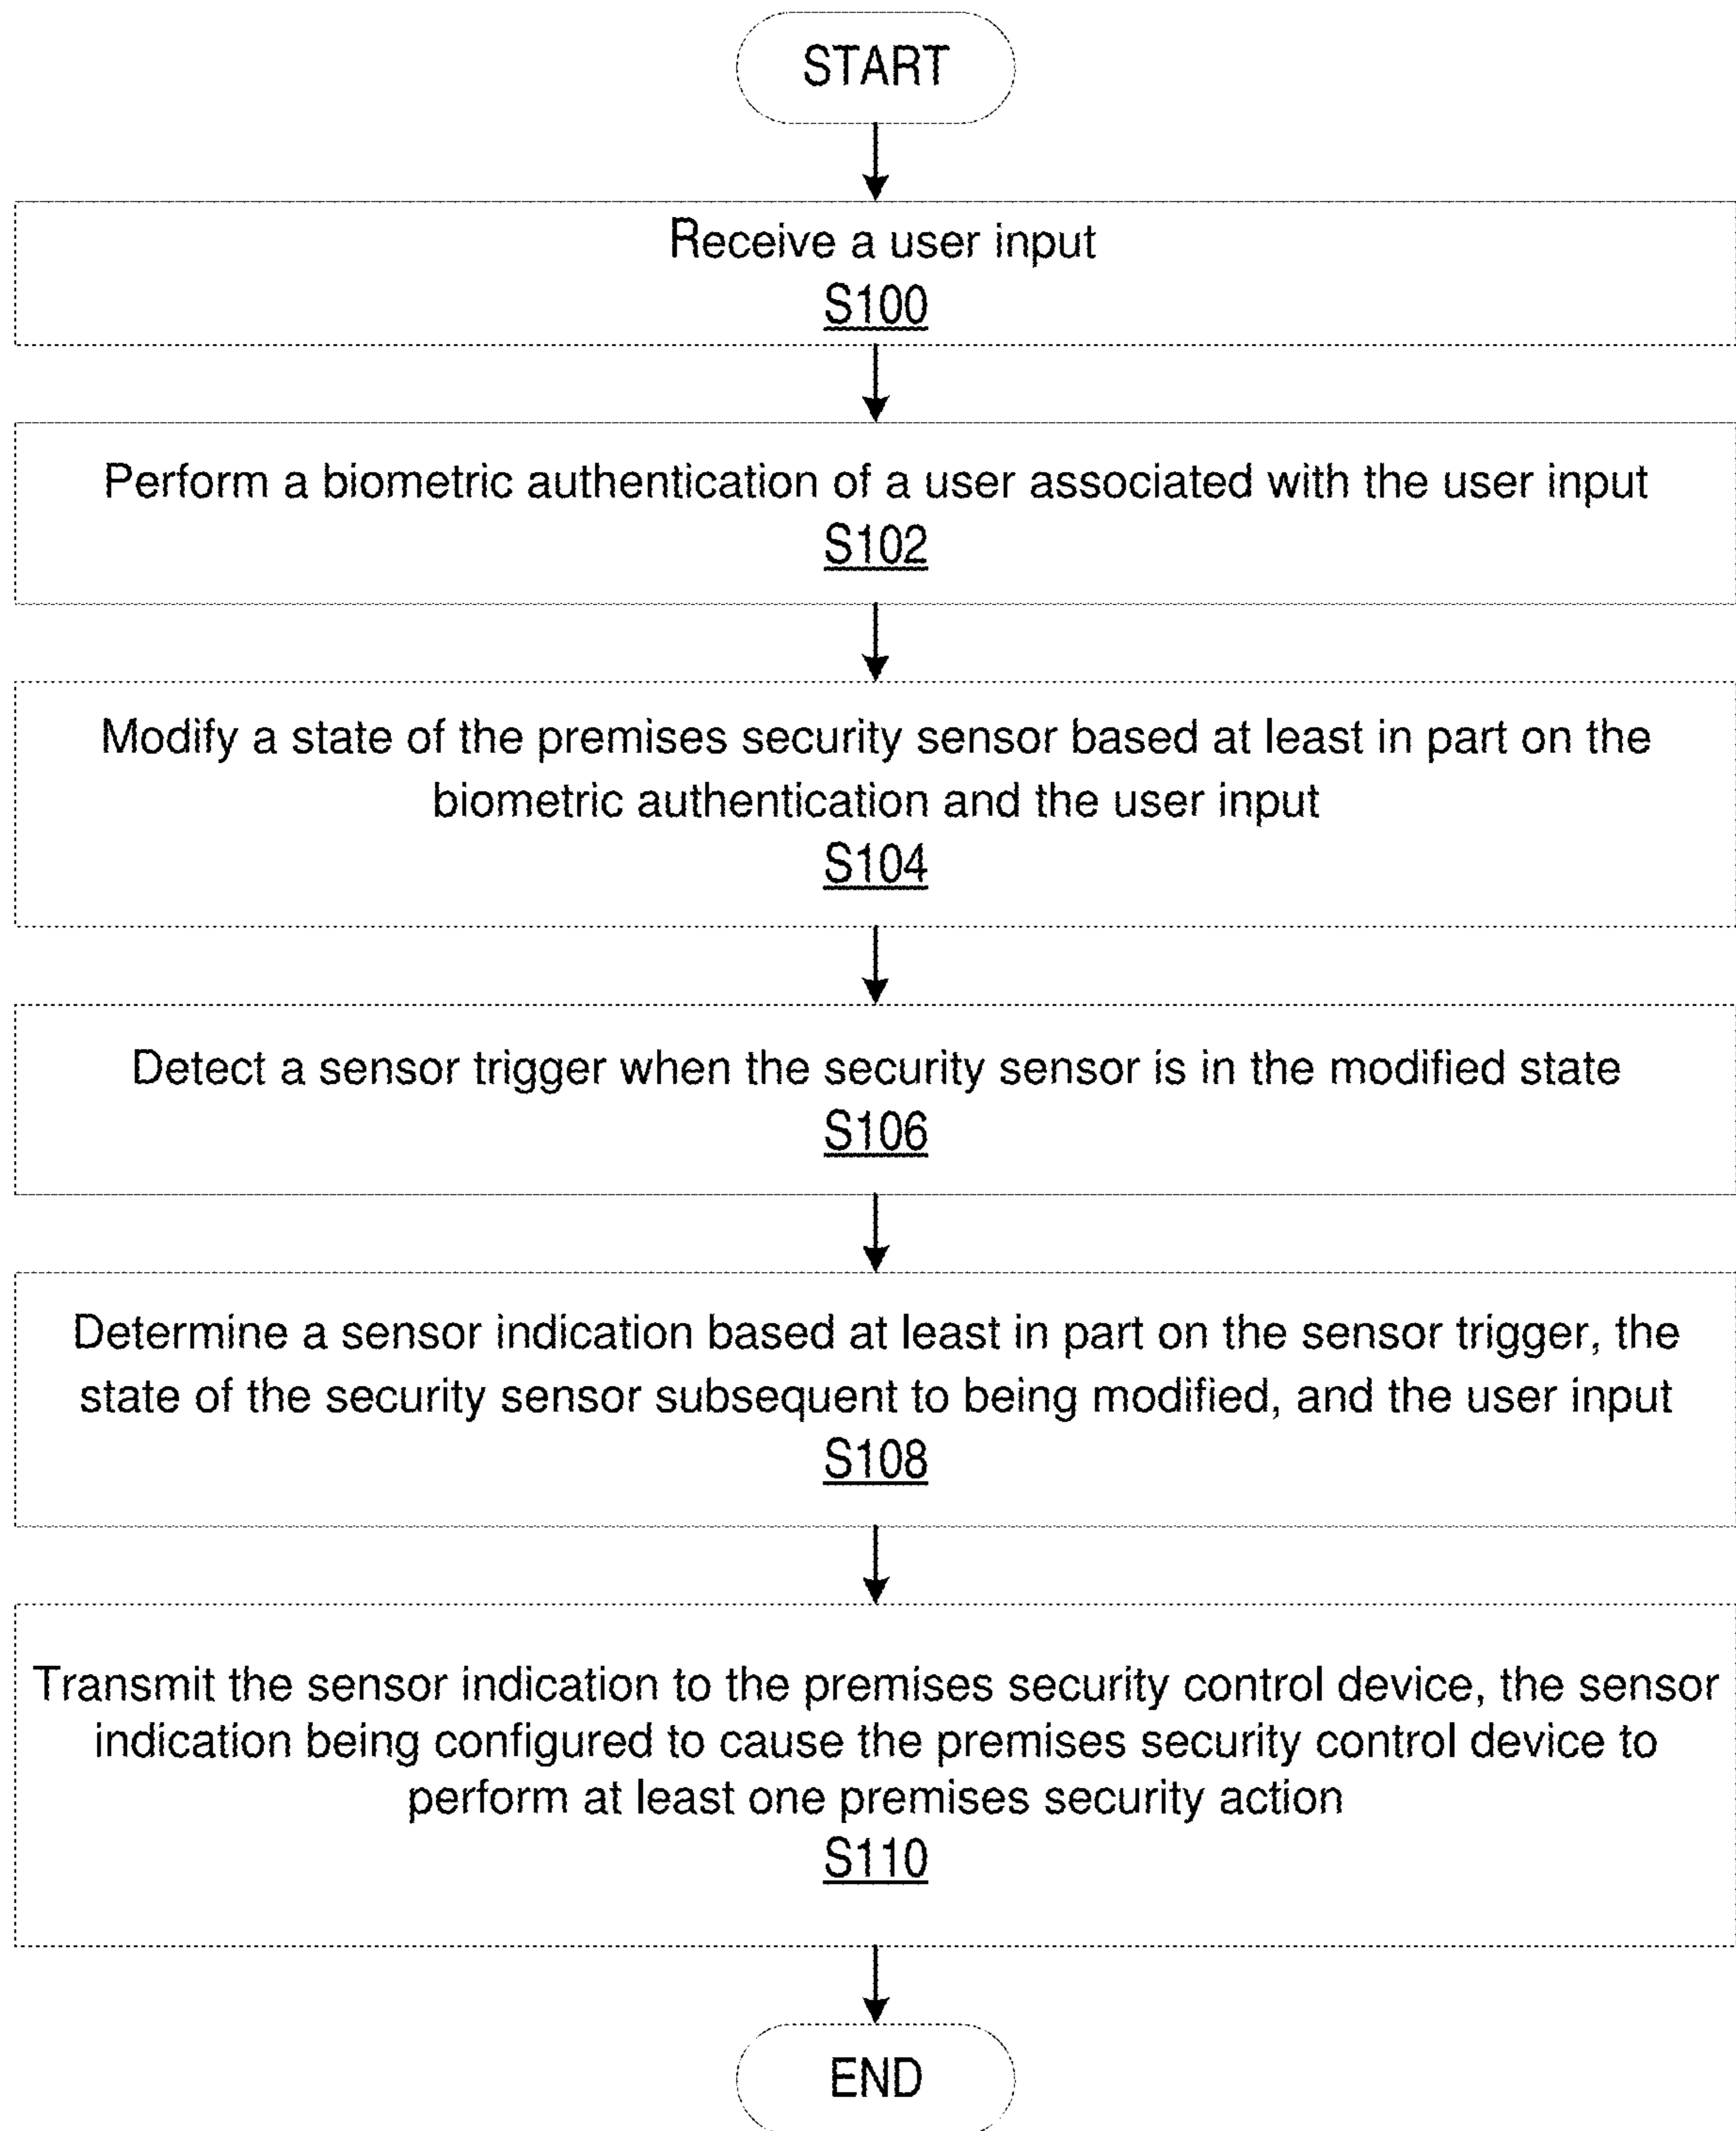 START
Receive a user input
S100
Perform a biometric authentication of a user associated with the user input
S102
Modify a state of the premises security sensor based at least in part on the
biometric authentication and the user input
S104
Detect a sensor trigger when the security sensor is in the modified state
S106
Determine a sensor indication based at least in part on the sensor trigger, the
state of the security sensor subsequent to being modified, and the user input
S108
Transmit the sensor indication to the premises security control device, the sensor
indication being configured to cause the premises security control device to
perform at least one premises security action
S110
END